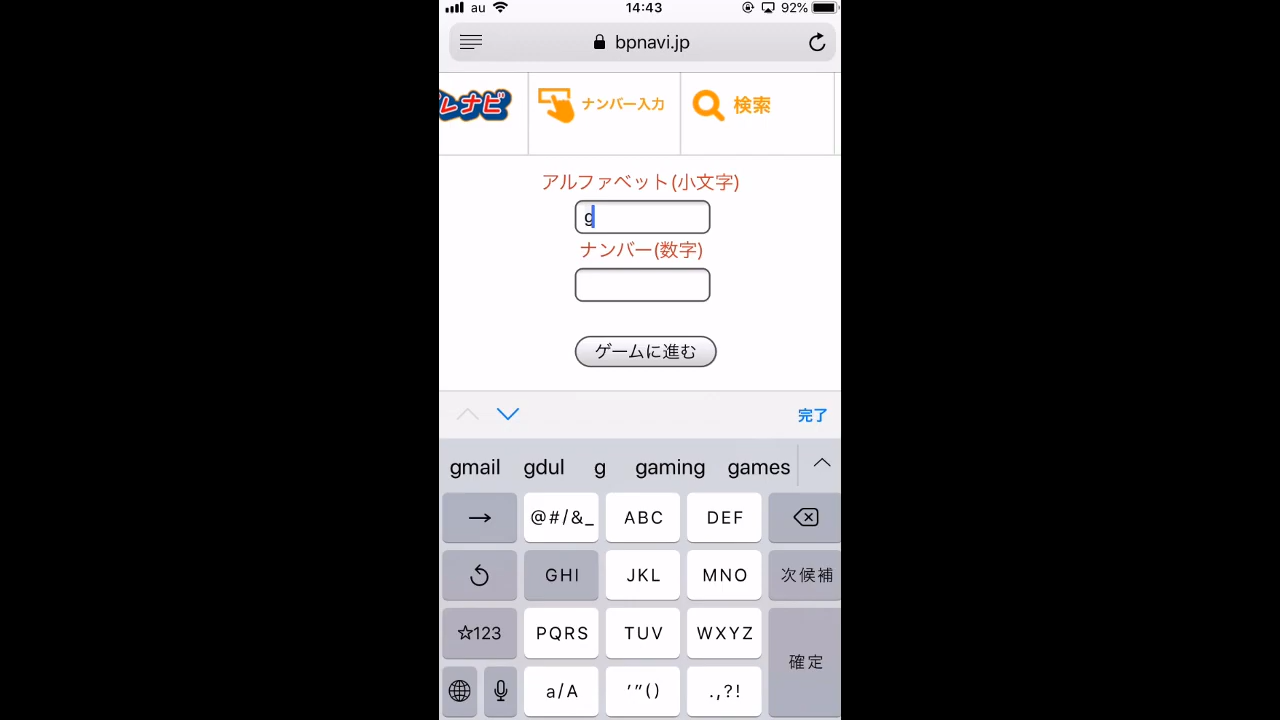 au 14:43 92%
bpnavi.jp
レナビ ナンバー入力 検索
アルファベット(小文字)
g
ナンバー(数字)
ゲームに進む
完了
gmail gdul g gaming games
→ @#/&_ ABC DEF
GHI JKL MNO 次候補
☆123 PQRS TUV WXYZ
確定
a/A ’”() .,?!